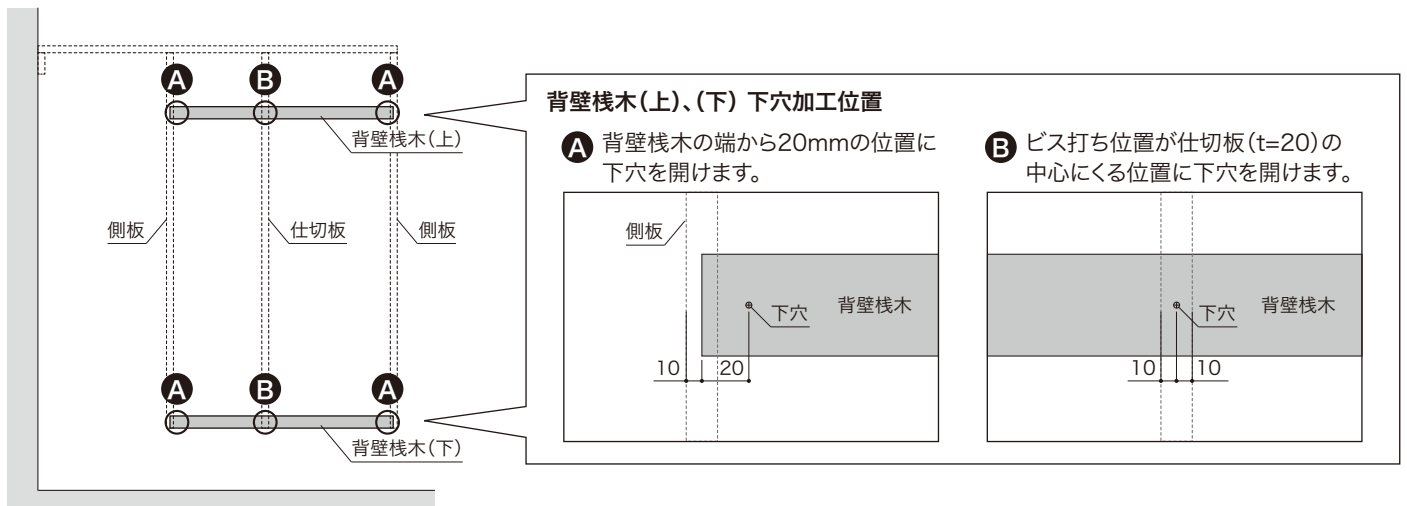 A B A
背壁桟木(上)
側板 仕切板 側板
A B A
背壁桟木(下)
背壁桟木(上)、(下) 下穴加工位置
A 背壁桟木の端から20mmの位置に
下穴を開けます。
側板
下穴 背壁桟木
10 20
B ビス打ち位置が仕切板(t=20)の
中心にくる位置に下穴を開けます。
下穴 背壁桟木
10 10